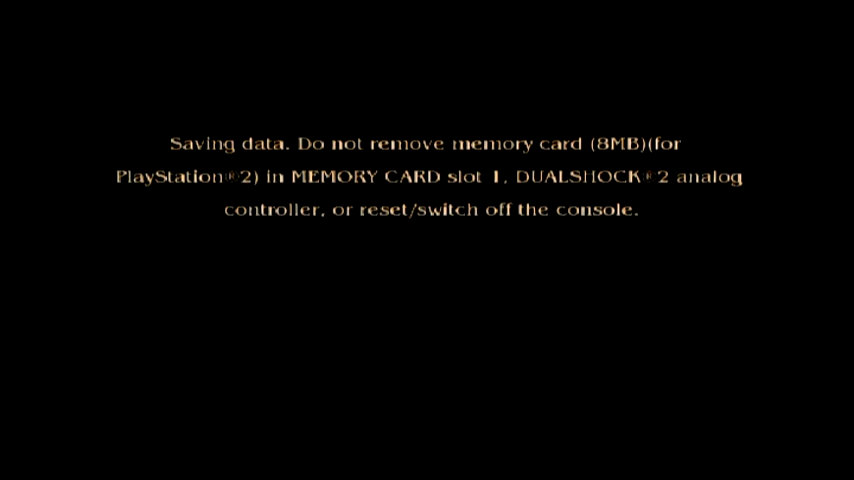 Saving data. Do not remove memory card (8MB)(for
PlayStation®2) in MEMORY CARD slot 1, DUALSHOCK®2 analog
controller, or reset/switch off the console.